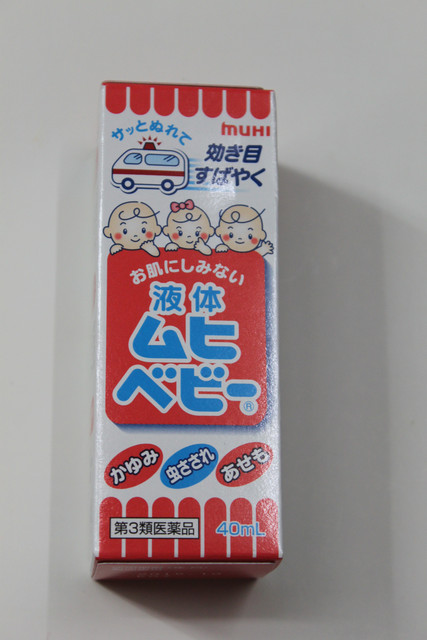 muHI
サッとぬれて
効き目
すばやく
お肌にしみない
液体
ムヒ
ベビー®
かゆみ
虫さされ
あせも
第3類医薬品
40mL